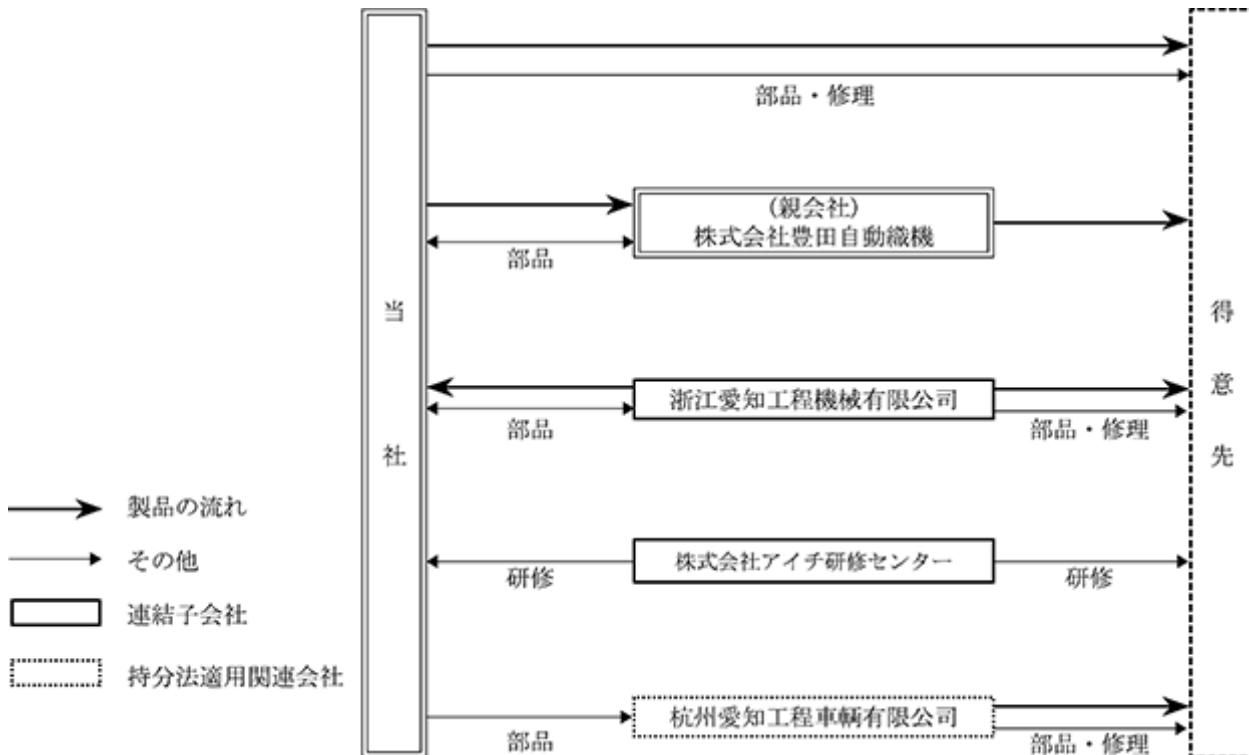 部品・修理
(親会社)
株式会社豊田自動織機
部品
当社
得意先
浙江愛知工程機械有限公司
部品
部品・修理
製品の流れ
その他
連結子会社
持分法適用関連会社
株式会社アイチ研修センター
研修
研修
杭州愛知工程車輌有限公司
部品
部品・修理